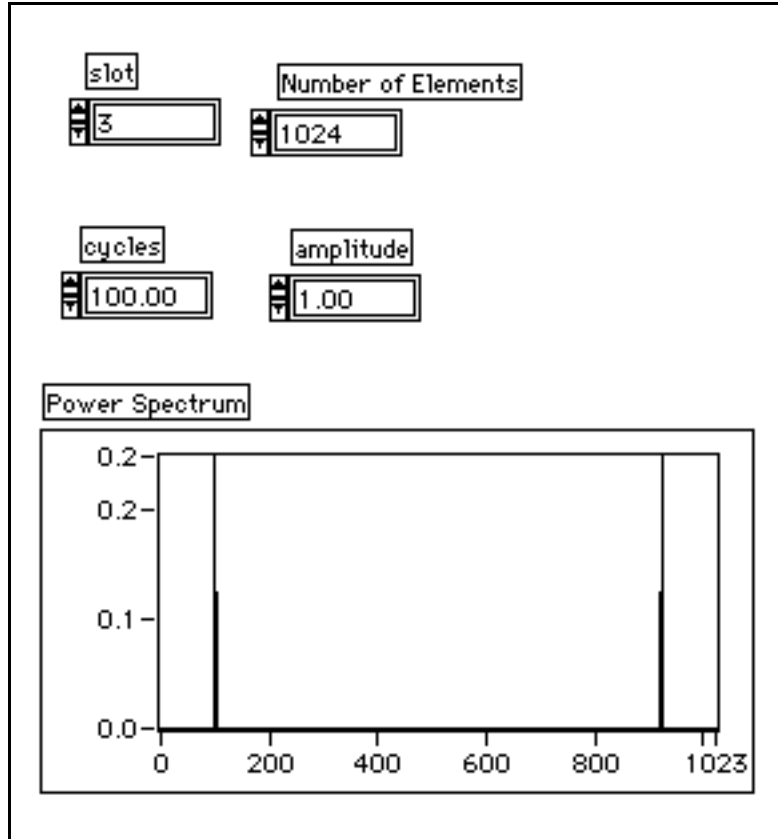 slot
Number of Elements
3
1024
cycles
amplitude
100.00
1.00
Power Spectrum
0.2
0.2
0.1
0.0
0 200 400 600 800 1023